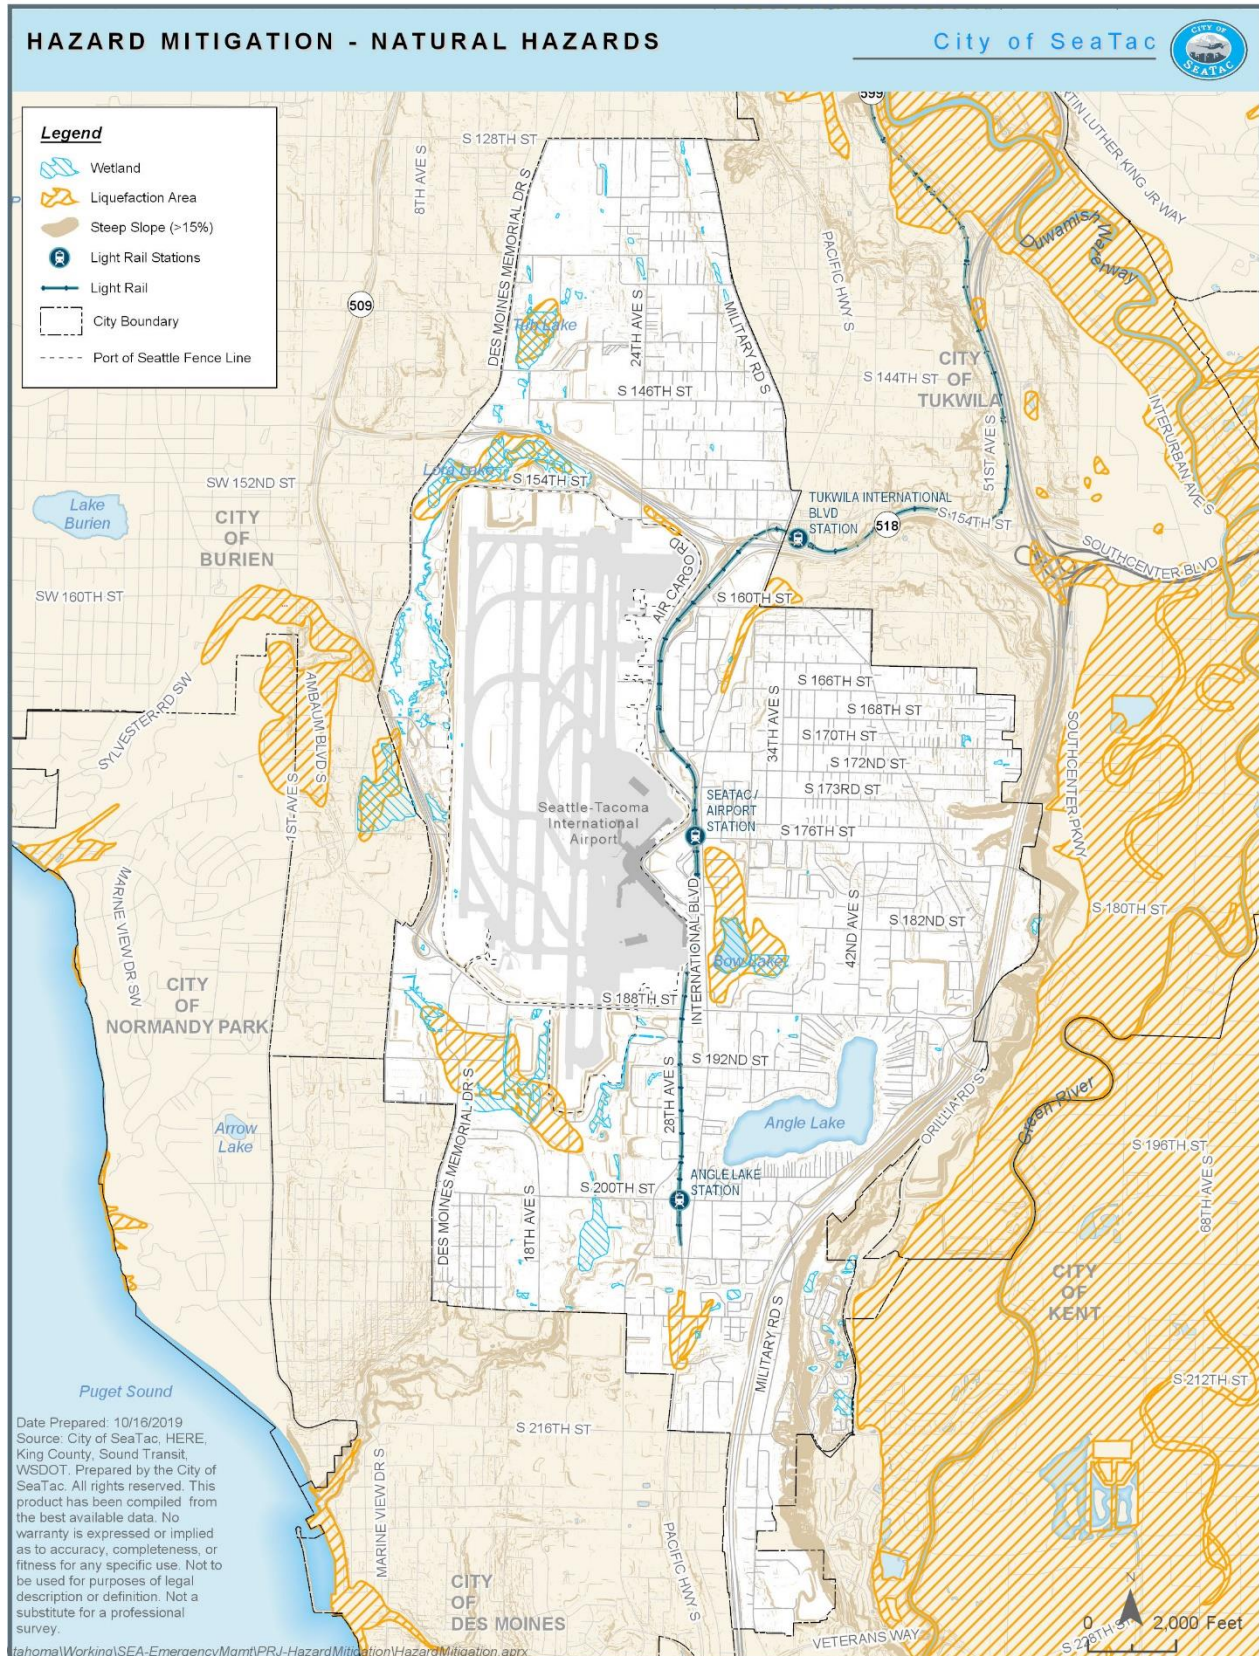 HAZARD MITIGATION - NATURAL HAZARDS
City of SeaTac
CITY OF
SEATAC
Legend
Wetland
Liquefaction Area
Steep Slope (>15%)
Light Rail Stations
Light Rail
City Boundary
Port of Seattle Fence Line
599
S 128TH ST
8TH AVE S
DES MOINES MEMORIAL DR S
MILITARY RD S
24TH AVE S
PACIFIC HWY S
Duwamish Waterway
509
Tub Lake
S 146TH ST
S 144TH ST
CITY
OF
TUKWILA
51ST AVE S
INTERURBAN AVE S
Lora Lake
S 154TH ST
SW 152ND ST
Lake
Burien
CITY
OF
BURIEN
TUKWILA INTERNATIONAL
BLVD
STATION
518
S 154TH ST
SOUTHCENTER BLVD
AIR CARGO RD
SW 160TH ST
S 160TH ST
SYLVESTER RD SW
AMBAUM BLVD S
1ST AVE S
34TH AVE S
S 166TH ST
S 168TH ST
S 170TH ST
S 172ND ST
S 173RD ST
S 176TH ST
SOUTHCENTER PKWY
Seattle-Tacoma
International
Airport
SEATAC/
AIRPORT
STATION
INTERNATIONAL BLVD
42ND AVE S
S 182ND ST
S 180TH ST
Bow Lake
MARINE VIEW DR SW
CITY
OF
NORMANDY PARK
S 188TH ST
S 192ND ST
28TH AVE S
DES MOINES MEMORIAL DR S
Angle Lake
ORILLIA RD S
Green River
Arrow
Lake
S 196TH ST
68TH AVE S
S 200TH ST
18TH AVE S
ANGLE LAKE
STATION
CITY
OF
KENT
MILITARY RD S
S 212TH ST
Puget Sound
S 216TH ST
MARINE VIEW DR S
PACIFIC HWY S
CITY
OF
DES MOINES
VETERANS WAY
S 228TH ST
N
0 2,000 Feet
Date Prepared: 10/16/2019
Source: City of SeaTac, HERE,
King County, Sound Transit,
WSDOT. Prepared by the City of
SeaTac. All rights reserved. This
product has been compiled from
the best available data. No
warranty is expressed or implied
as to accuracy, completeness, or
fitness for any specific use. Not to
be used for purposes of legal
description or definition. Not a
substitute for a professional
survey.
tahoma\Working\SEA-EmergencyMgmt\PRJ-HazardMitigation\HazardMitigation.aprx